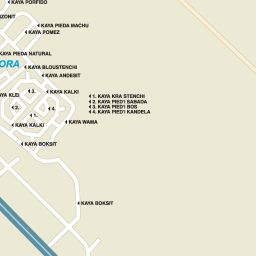 KAYA PORFIDO
ZONIT
KAYA PIEDA MACHU
KAYA POMEZ
KAYA PIEDA NATURAL
ORA
KAYA BLOUSTENCHI
KAYA ANDESIT
KAYA KLEI
3.
KAYA KALKI
1. KAYA KRA STENCHI
2. KAYA PIEDI SABADA
3. KAYA PIEDI BOS
4. KAYA PIEDI KANDELA
2.
4.
1.
KAYA KALKI
KAYA WAMA
KAYA BOKSIT
KAYA BOKSIT